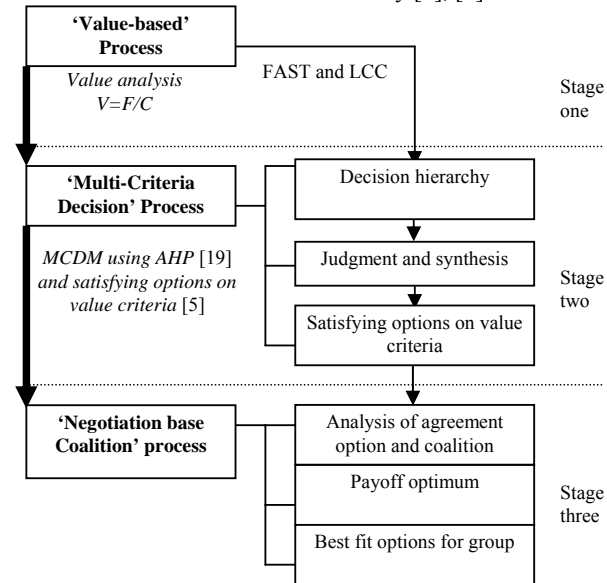 ‘Value-based’
Process
Value analysis
V=F/C
FAST and LCC
Stage
one
‘Multi-Criteria
Decision’ Process
Decision hierarchy
MCDM using AHP [19]
and satisfying options on
value criteria [5]
Judgment and synthesis
Stage
two
Satisfying options on value
criteria
‘Negotiation base
Coalition’ process
Analysis of agreement
option and coalition
Payoff optimum
Stage
three
Best fit options for group